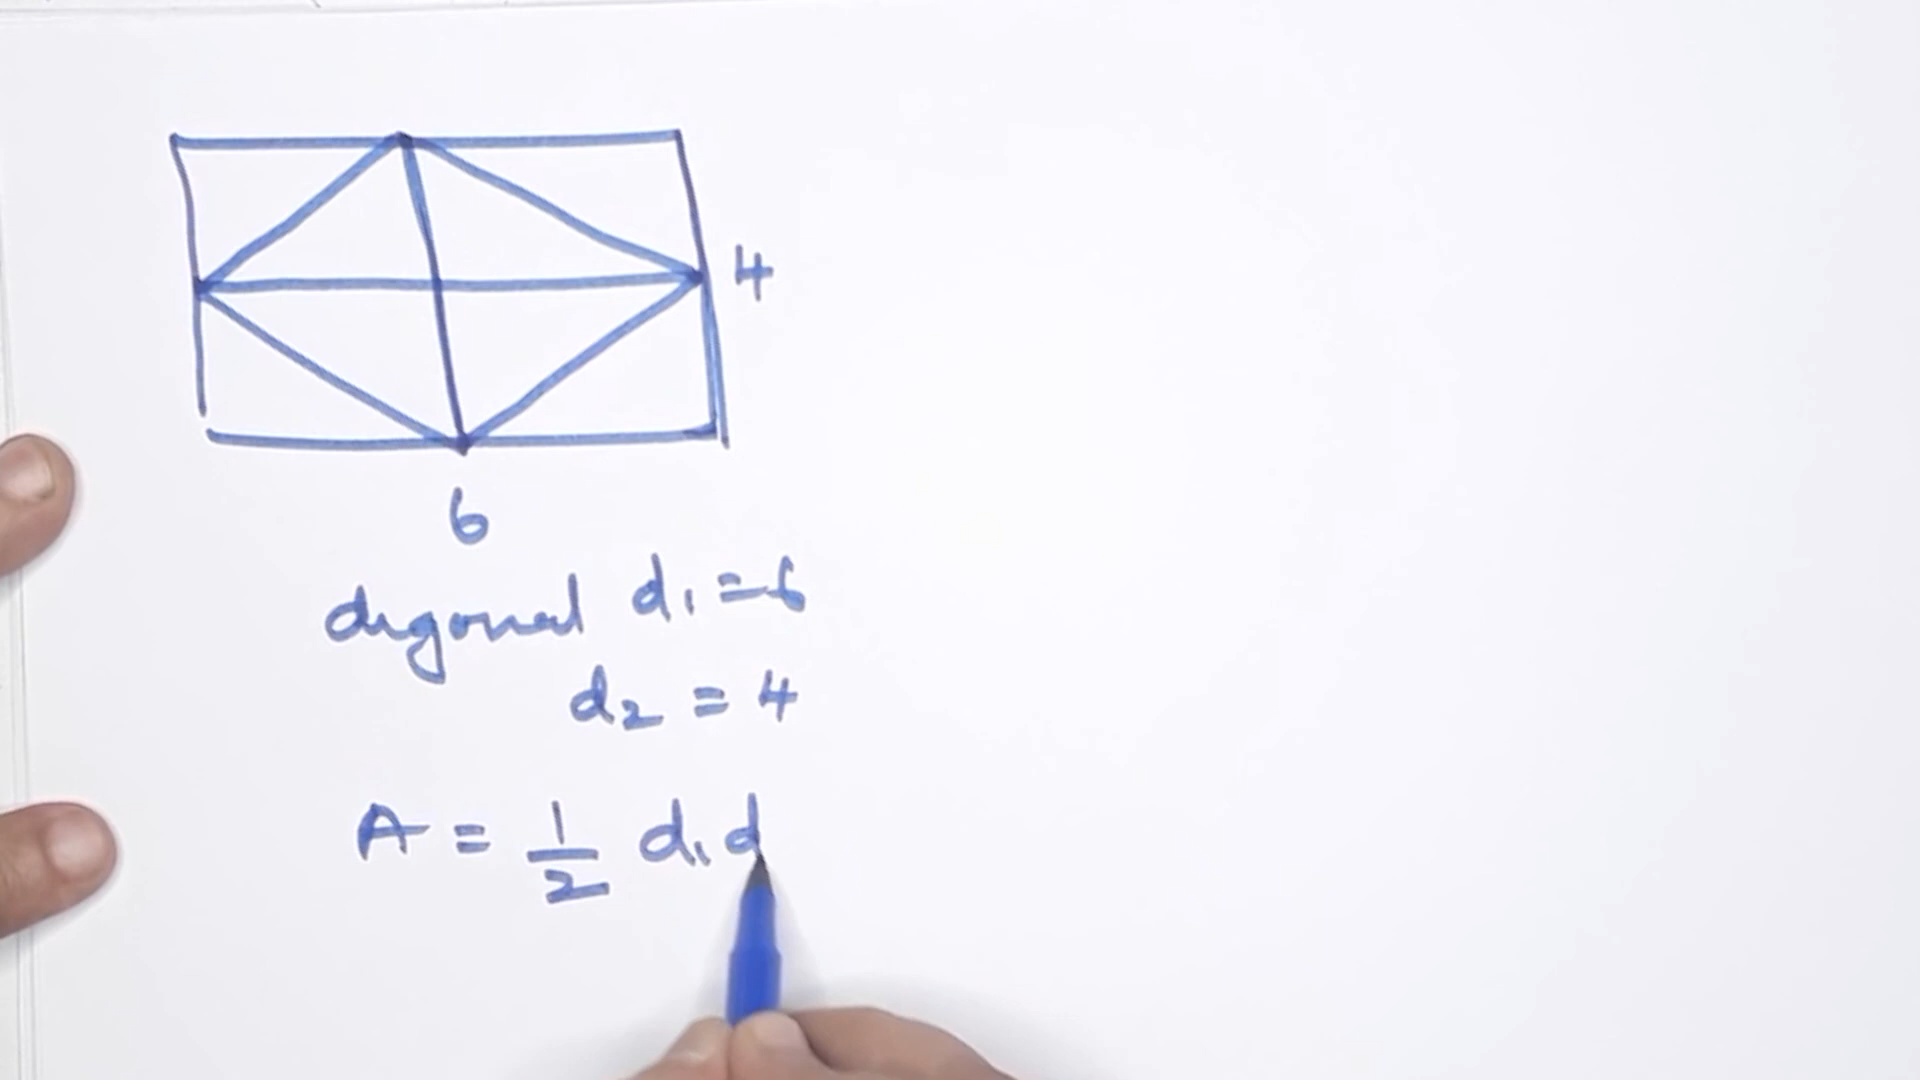 4
6
digonal d₁ = 6
d₂ = 4
A = 1/2 d₁ d